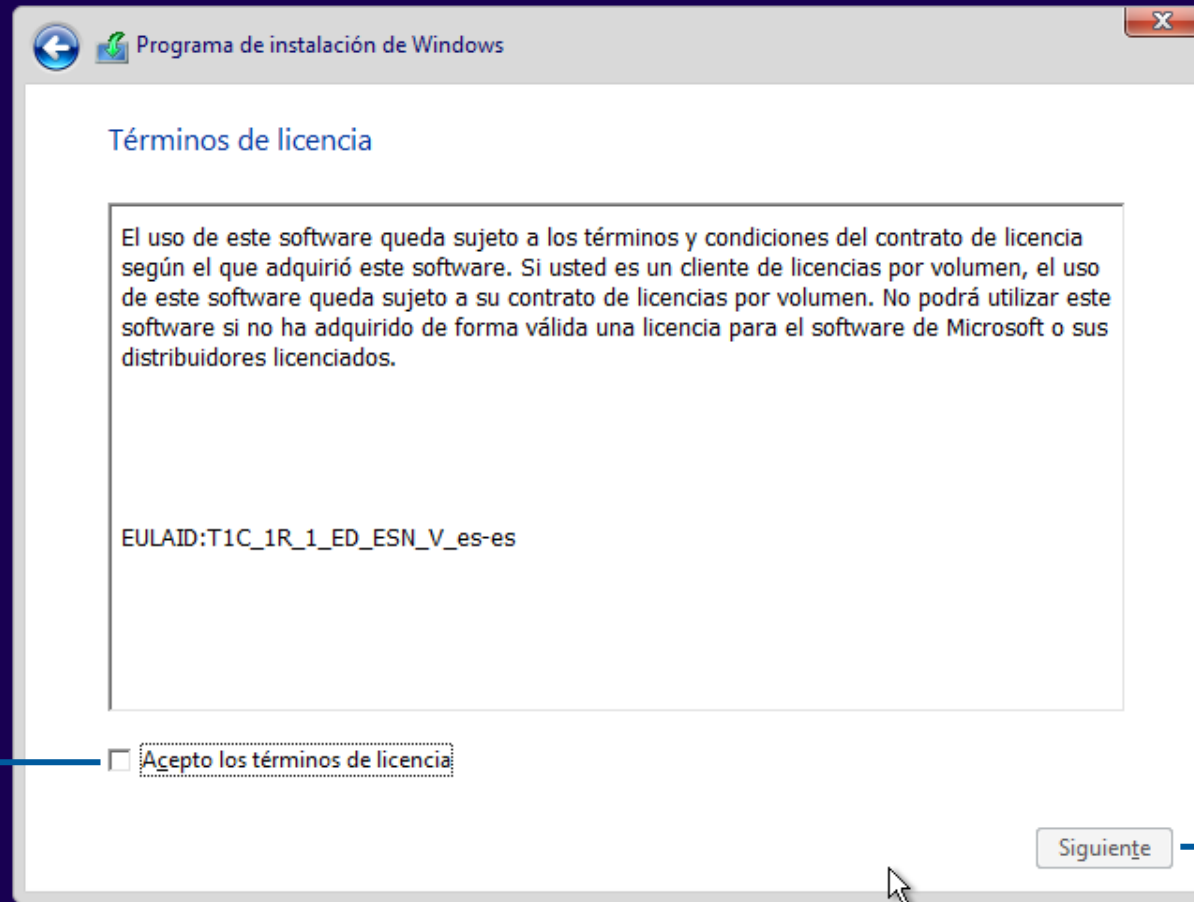 Programa de instalación de Windows
Términos de licencia
El uso de este software queda sujeto a los términos y condiciones del contrato de licencia
según el que adquirió este software. Si usted es un cliente de licencias por volumen, el uso
de este software queda sujeto a su contrato de licencias por volumen. No podrá utilizar este
software si no ha adquirido de forma válida una licencia para el software de Microsoft o sus
distribuidores licenciados.
EULAID:T1C_1R_1_ED_ESN_V_es-es
Acepto los términos de licencia
Siguiente